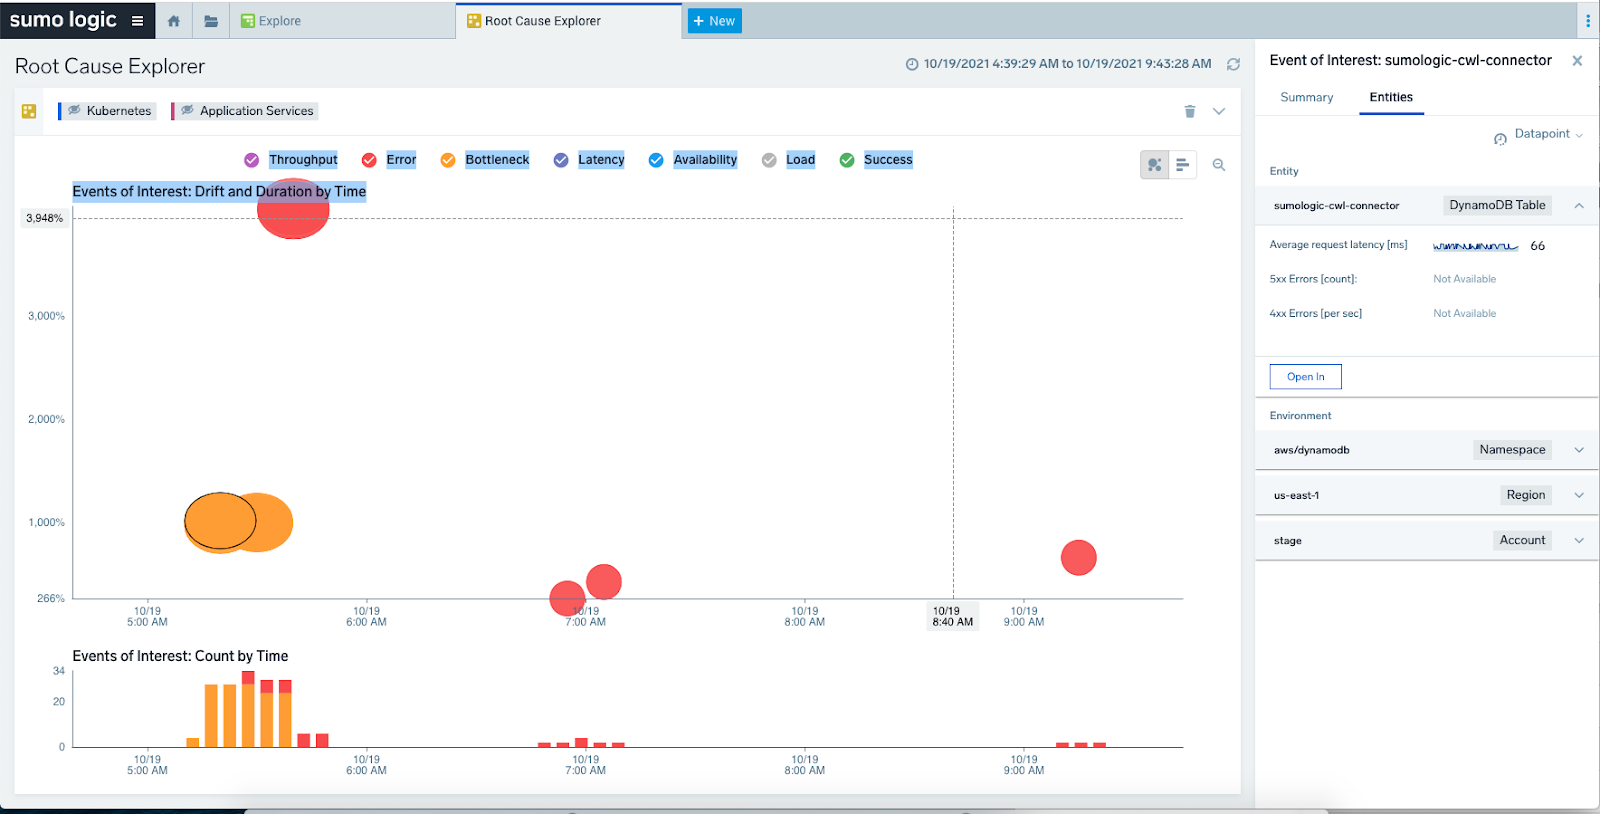 sumo logic
Explore
Root Cause Explorer
+ New
Root Cause Explorer
10/19/2021 4:39:29 AM to 10/19/2021 9:43:28 AM
Kubernetes
Application Services
Throughput
Error
Bottleneck
Latency
Availability
Load
Success
Events of Interest: Drift and Duration by Time
3,948%
3,000%
2,000%
1,000%
266%
10/19
5:00 AM
10/19
6:00 AM
10/19
7:00 AM
10/19
8:00 AM
10/19
8:40 AM
10/19
9:00 AM
Events of Interest: Count by Time
34
20
0
10/19
5:00 AM
10/19
6:00 AM
10/19
7:00 AM
10/19
8:00 AM
10/19
9:00 AM
Event of Interest: sumologic-cwl-connector
Summary
Entities
Datapoint
Entity
sumologic-cwl-connector DynamoDB Table
Average request latency [ms] 66
5xx Errors [count]: Not Available
4xx Errors [per sec] Not Available
Open In
Environment
aws/dynamodb Namespace
us-east-1 Region
stage Account